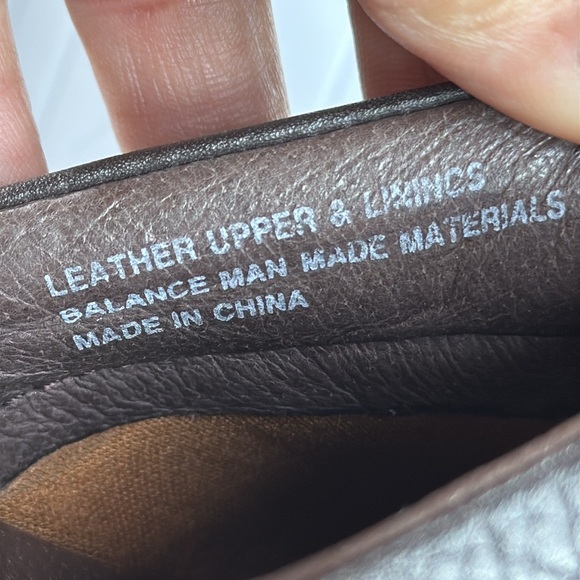 LEATHER UPPER & LININGS
BALANCE MAN MADE MATERIALS
MADE IN CHINA